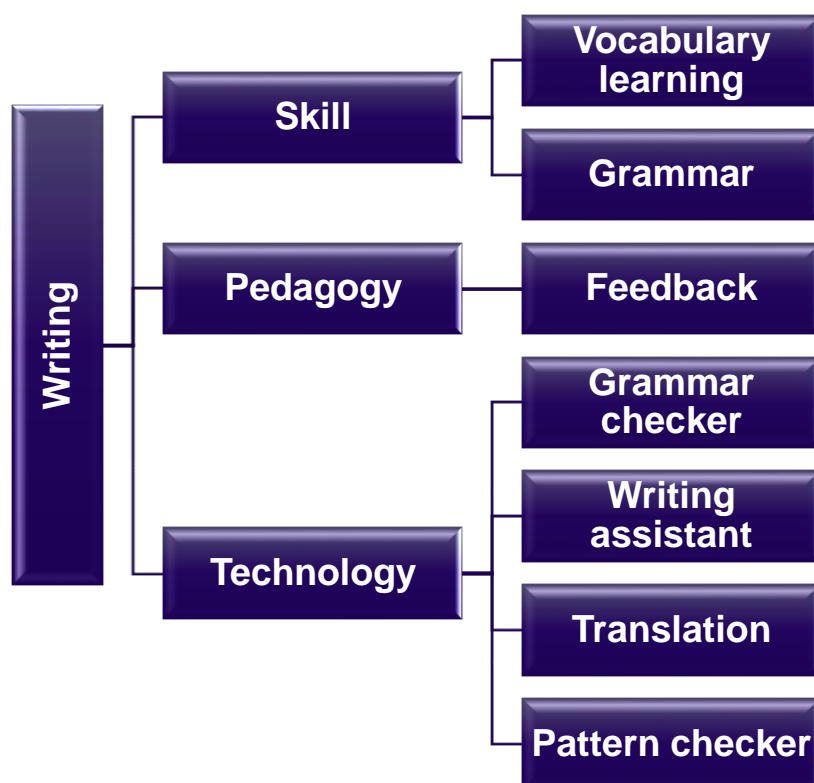 Writing
Skill
Vocabulary
learning
Grammar
Pedagogy
Feedback
Technology
Grammar
checker
Writing
assistant
Translation
Pattern checker